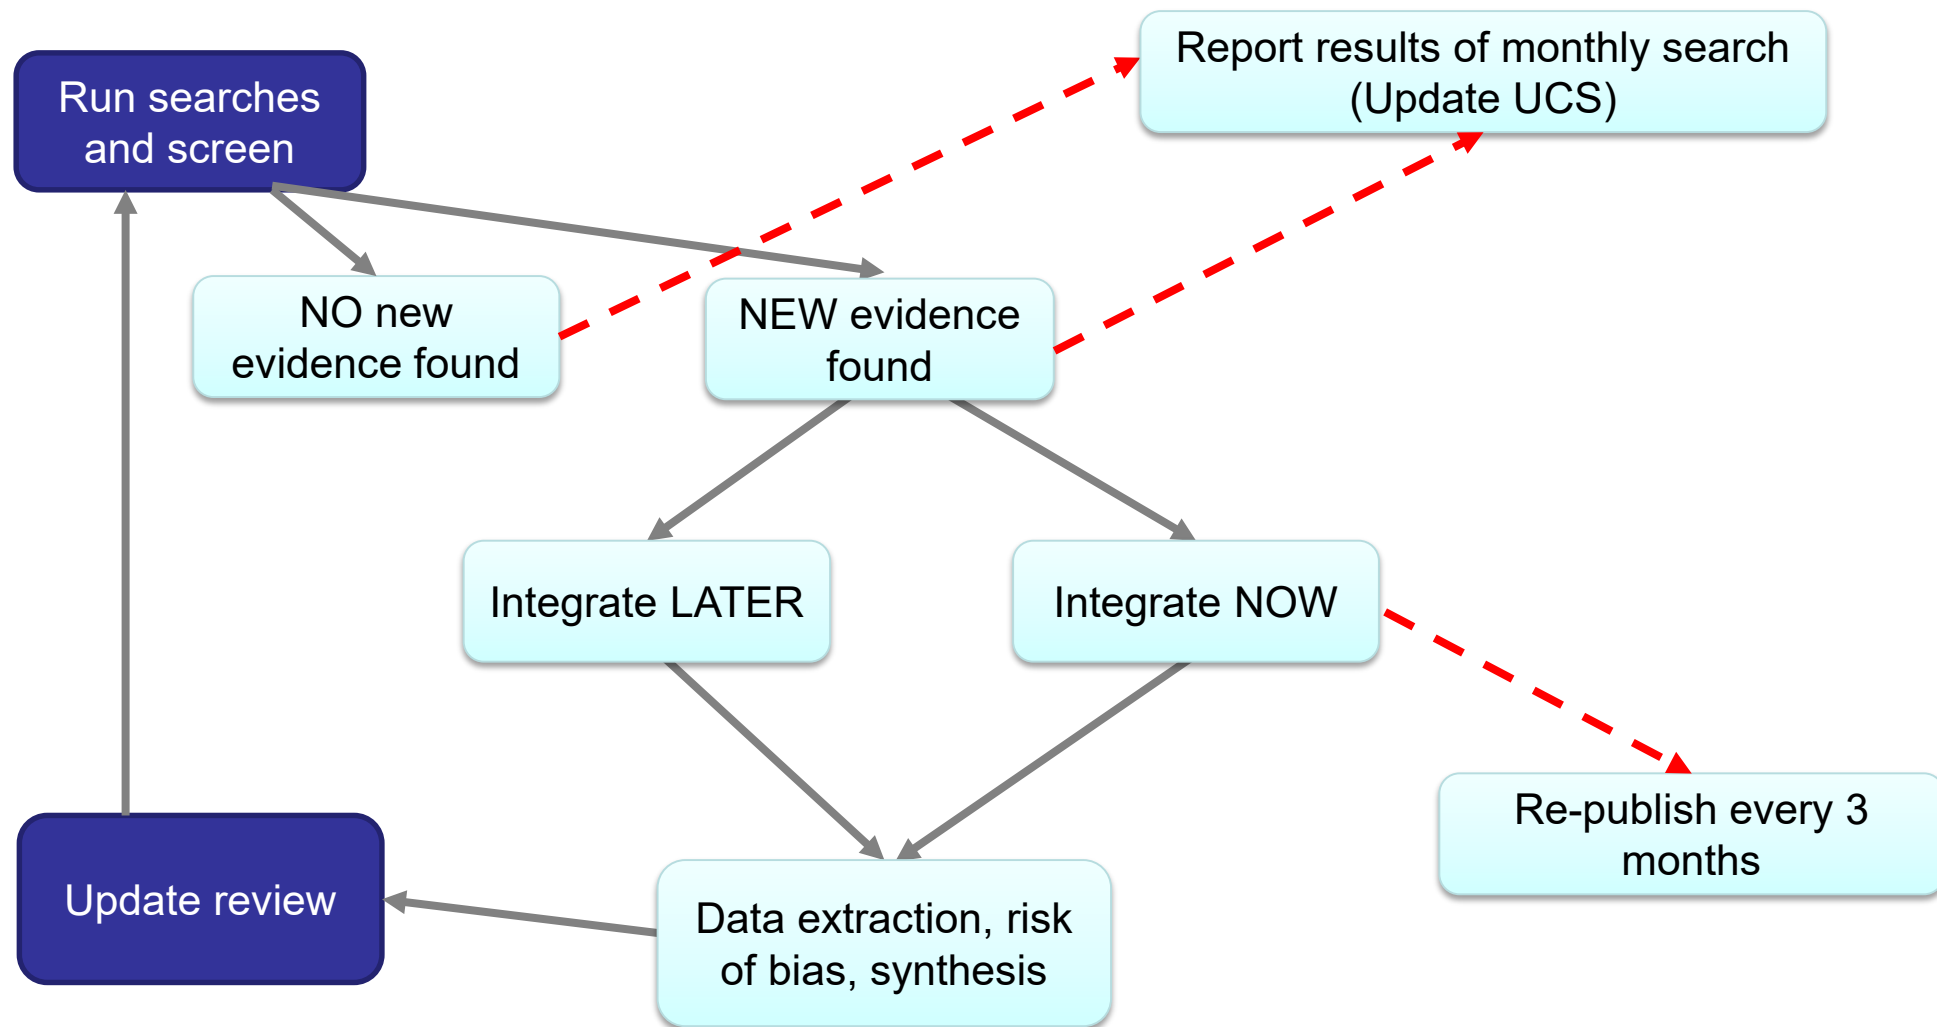 Report results of monthly search
(Update UCS)
Run searches
and screen
NO new
evidence found
NEW evidence
found
Integrate LATER
Integrate NOW
Re-publish every 3
months
Update review
Data extraction, risk
of bias, synthesis